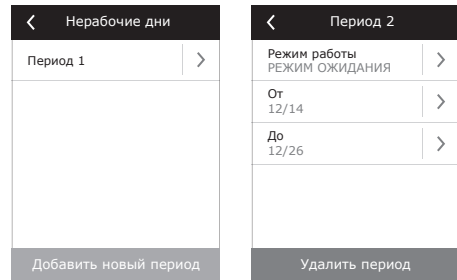 Нерабочие дни
Период 1
Добавить новый период
Период 2
Режим работы
РЕЖИМ ОЖИДАНИЯ
От
12/14
До
12/26
Удалить период